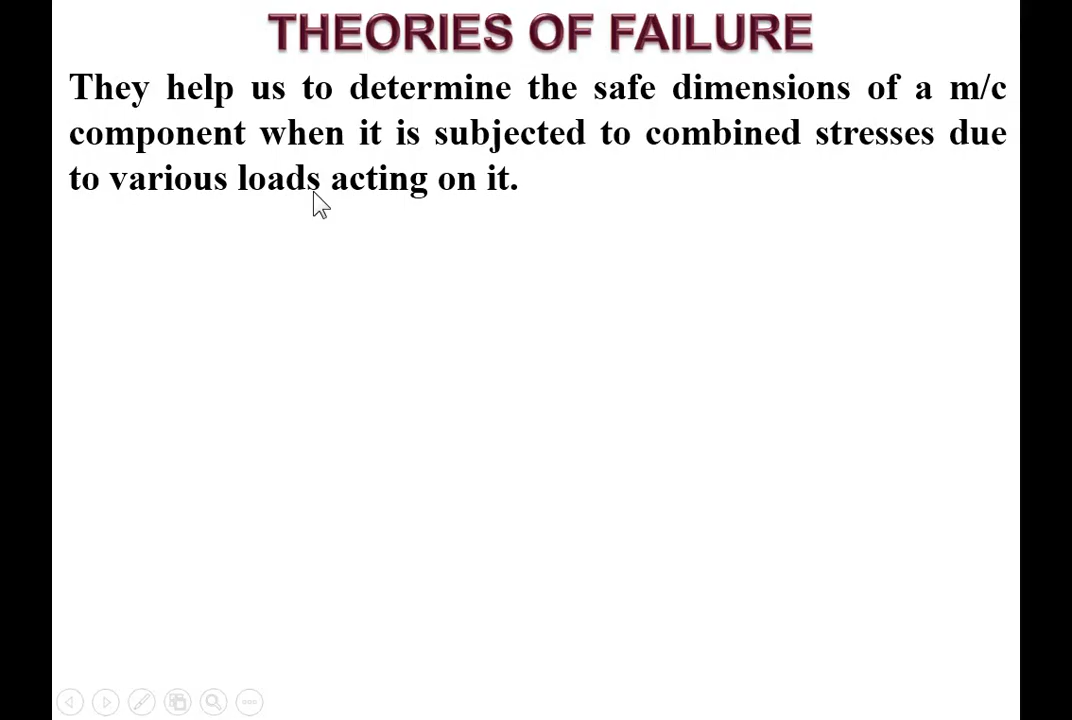 THEORIES OF FAILURE
They help us to determine the safe dimensions of a m/c
component when it is subjected to combined stresses due
to various loads acting on it.